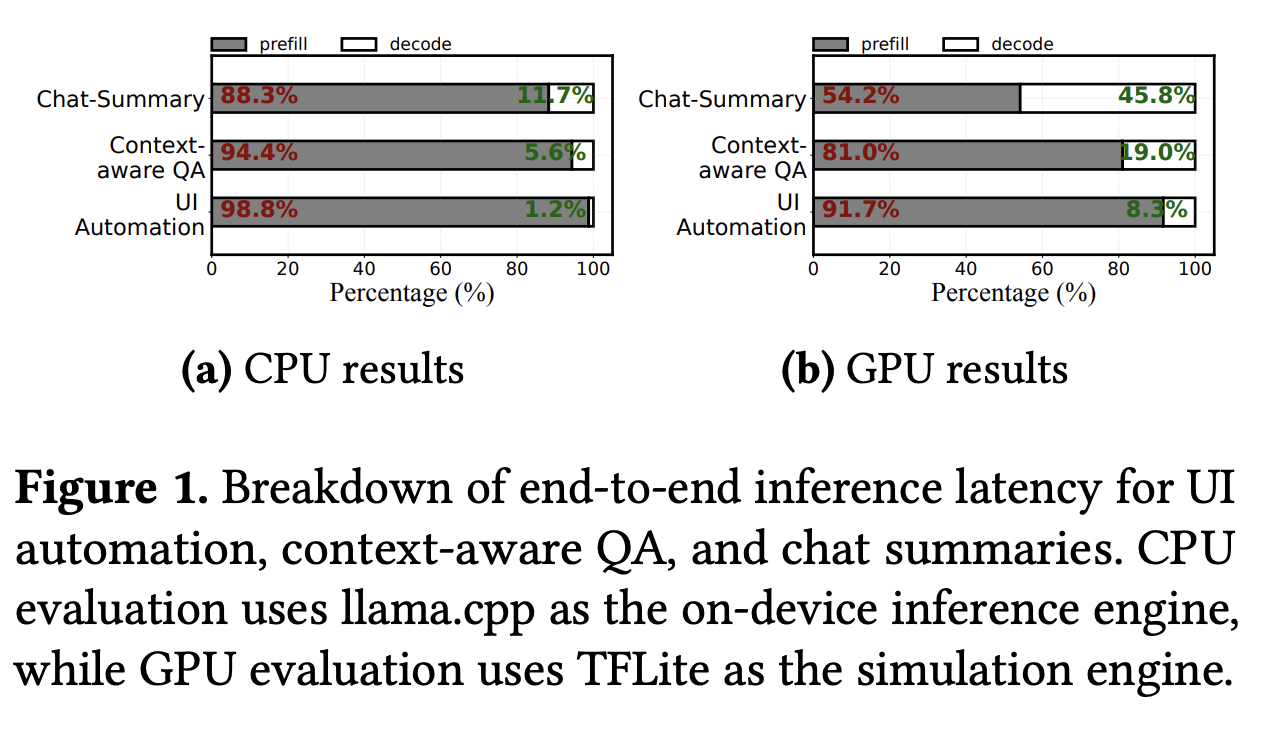 prefill decode
Chat-Summary 88.3% 11.7%
Context-
aware QA 94.4% 5.6%
UI
Automation 98.8% 1.2%
0 20 40 60 80 100
Percentage (%)
(a) CPU results
prefill decode
Chat-Summary 54.2% 45.8%
Context-
aware QA 81.0% 19.0%
UI
Automation 91.7% 8.3%
0 20 40 60 80 100
Percentage (%)
(b) GPU results
Figure 1. Breakdown of end-to-end inference latency for UI
automation, context-aware QA, and chat summaries. CPU
evaluation uses llama.cpp as the on-device inference engine,
while GPU evaluation uses TFLite as the simulation engine.